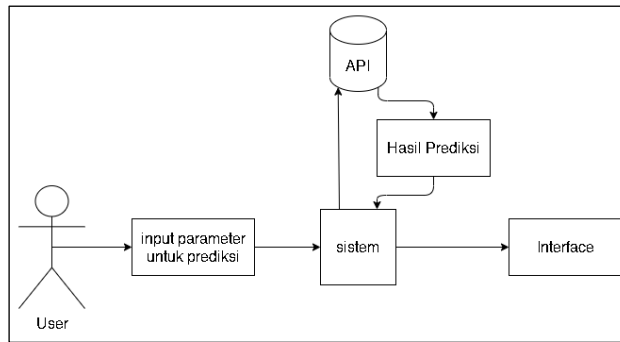 API
Hasil Prediksi
input parameter
untuk prediksi
sistem
Interface
User